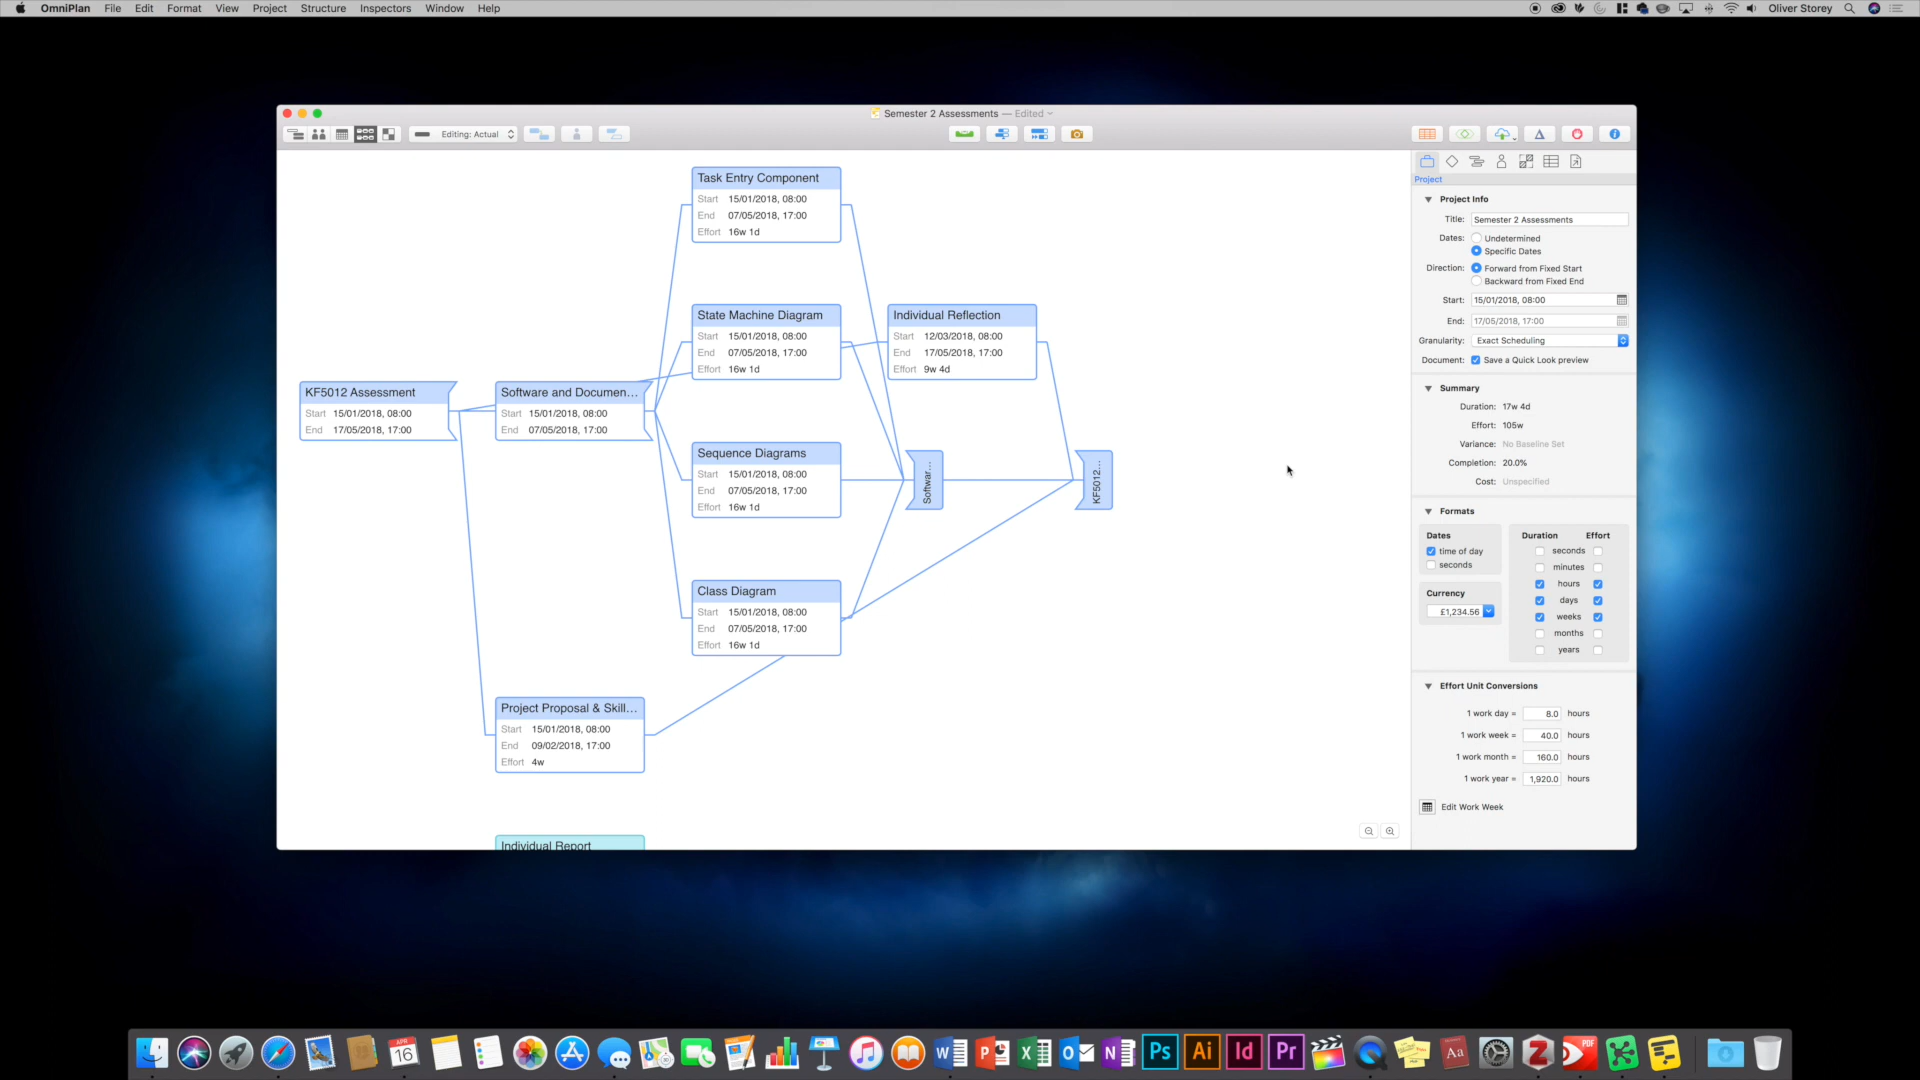 OmniPlan File Edit Format View Project Structure Inspectors Window Help Oliver Storey
Semester 2 Assessments — Edited
Editing: Actual
Task Entry Component
Start 15/01/2018, 08:00
End 07/05/2018, 17:00
Effort 16w 1d
State Machine Diagram
Start 15/01/2018, 08:00
End 07/05/2018, 17:00
Effort 16w 1d
Individual Reflection
Start 12/03/2018, 08:00
End 17/05/2018, 17:00
Effort 9w 4d
KF5012 Assessment
Start 15/01/2018, 08:00
End 17/05/2018, 17:00
Software and Documen...
Start 15/01/2018, 08:00
End 07/05/2018, 17:00
Sequence Diagrams
Start 15/01/2018, 08:00
End 07/05/2018, 17:00
Effort 16w 1d
Softwar...
KF5012...
Class Diagram
Start 15/01/2018, 08:00
End 07/05/2018, 17:00
Effort 16w 1d
Project Proposal & Skill...
Start 15/01/2018, 08:00
End 09/02/2018, 17:00
Effort 4w
Individual Report
Project
Project Info
Title: Semester 2 Assessments
Dates: Undetermined
Specific Dates
Direction: Forward from Fixed Start
Backward from Fixed End
Start: 15/01/2018, 08:00
End: 17/05/2018, 17:00
Granularity: Exact Scheduling
Document: Save a Quick Look preview
Summary
Duration: 17w 4d
Effort: 105w
Variance: No Baseline Set
Completion: 20.0%
Cost: Unspecified
Formats
Dates
time of day
seconds
Currency
£1,234.56
Duration Effort
seconds
minutes
hours
days
weeks
months
years
Effort Unit Conversions
1 work day = 8.0 hours
1 work week = 40.0 hours
1 work month = 160.0 hours
1 work year = 1,920.0 hours
Edit Work Week
APR
16
W P X O N Ps Ai Id Pr Aa Z PDF